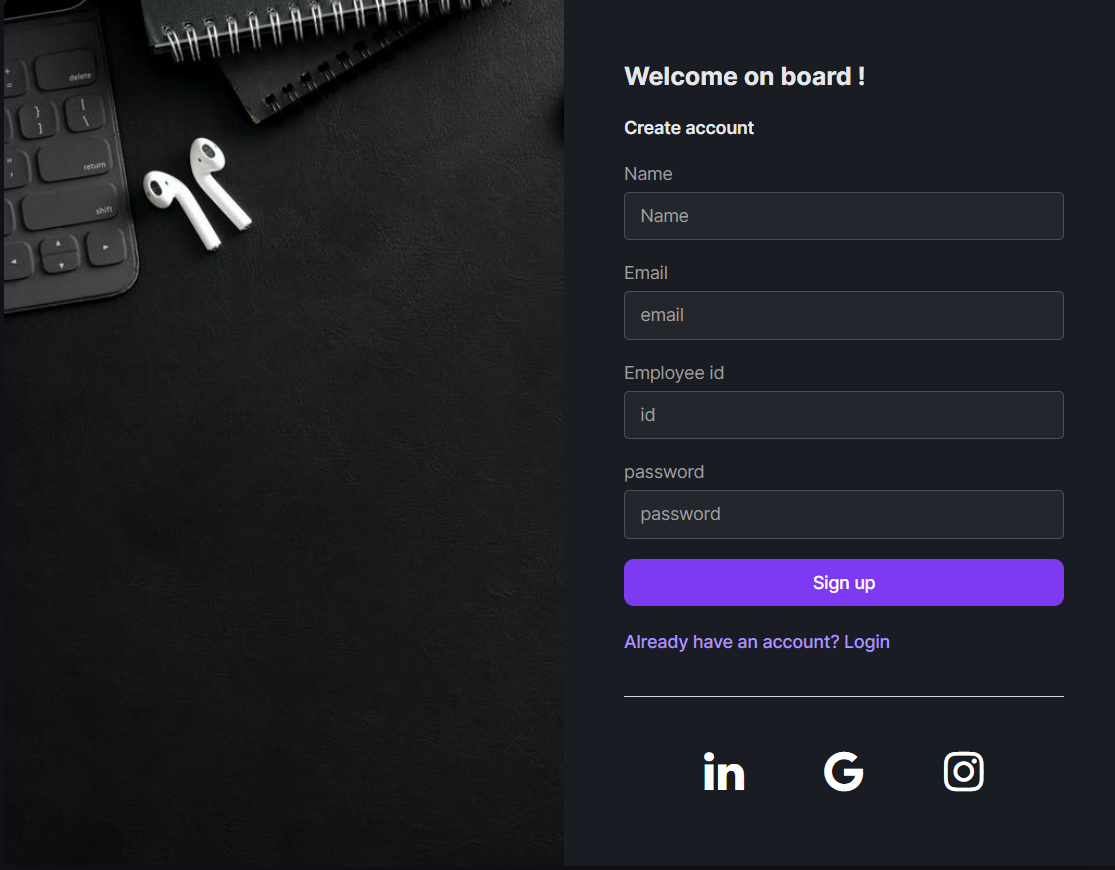 delete
return
shift
Welcome on board !
Create account
Name
Name
Email
email
Employee id
id
password
password
Sign up
Already have an account? Login
in
G